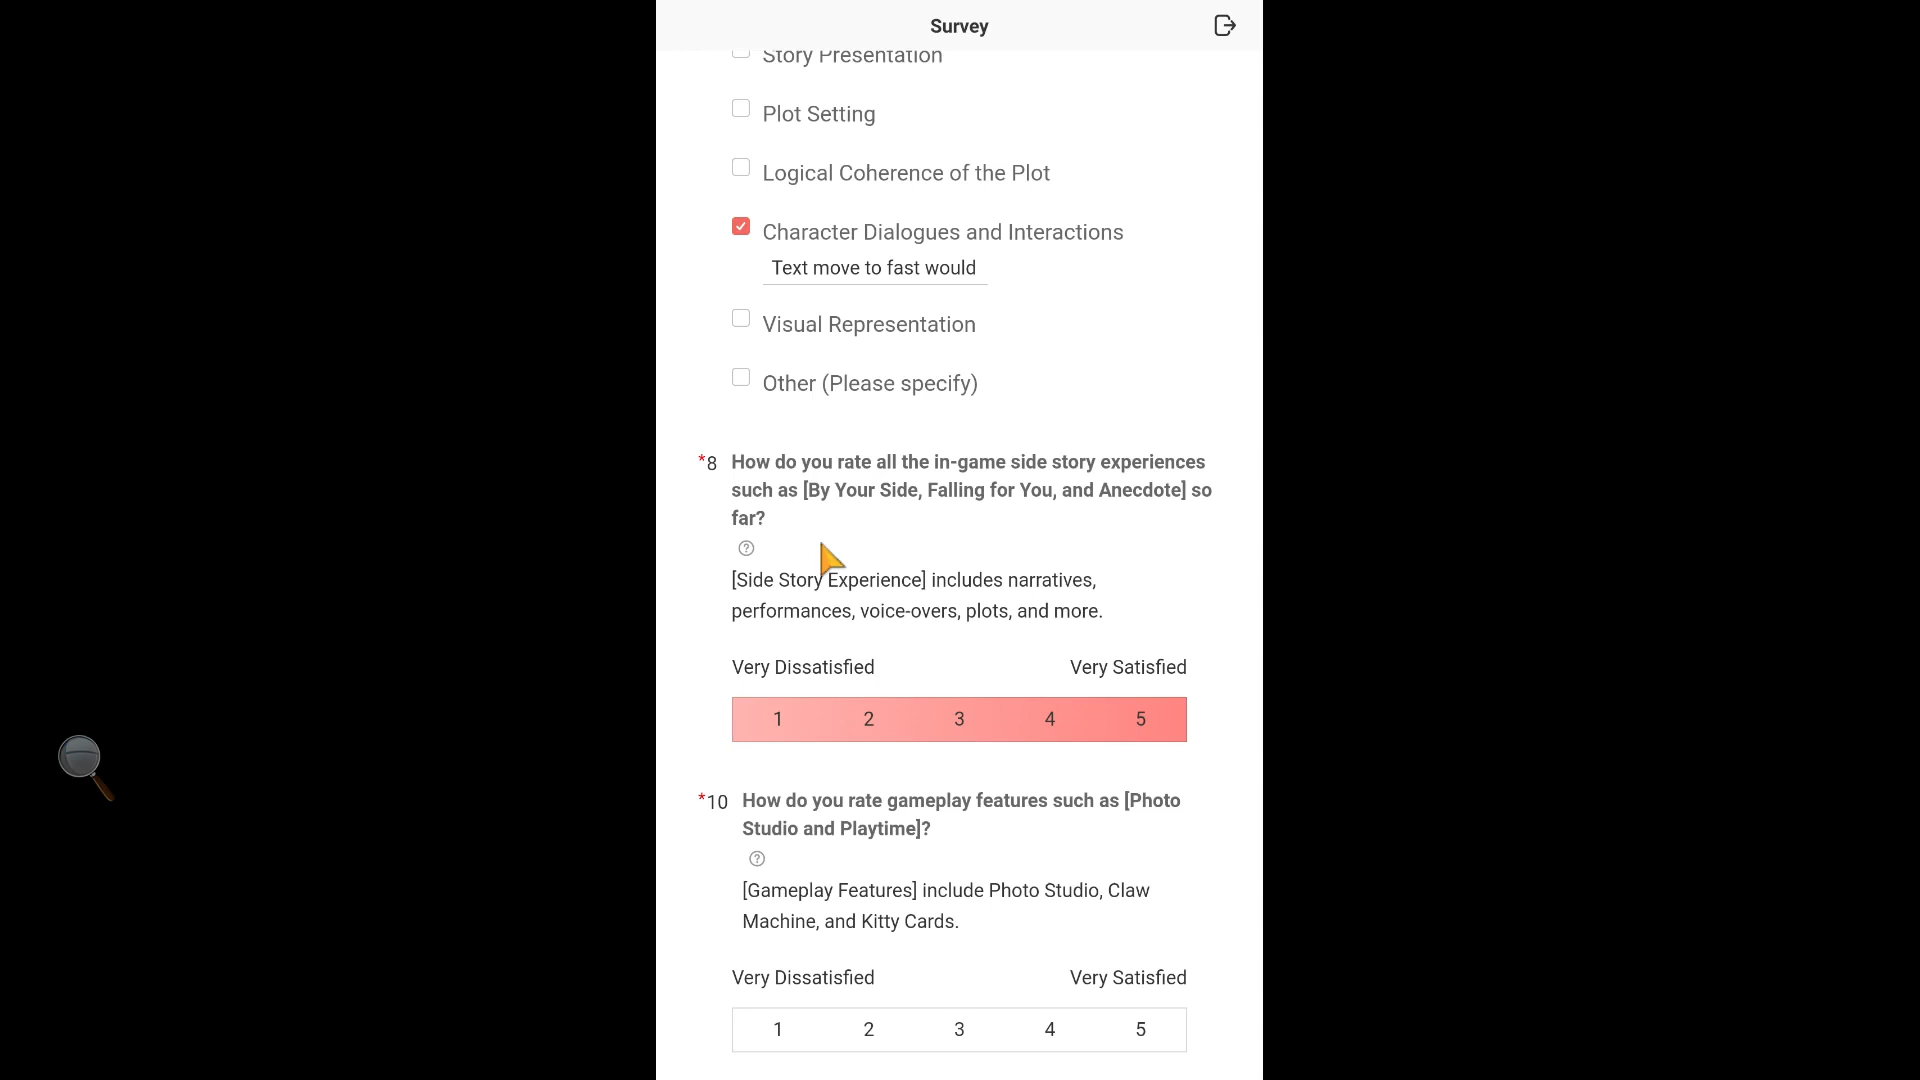 Survey
Story Presentation
Plot Setting
Logical Coherence of the Plot
Character Dialogues and Interactions
Text move to fast would
Visual Representation
Other (Please specify)
*8 How do you rate all the in-game side story experiences
such as [By Your Side, Falling for You, and Anecdote] so
far?
?
[Side Story Experience] includes narratives,
performances, voice-overs, plots, and more.
Very Dissatisfied Very Satisfied
1 2 3 4 5
*10 How do you rate gameplay features such as [Photo
Studio and Playtime]?
?
[Gameplay Features] include Photo Studio, Claw
Machine, and Kitty Cards.
Very Dissatisfied Very Satisfied
1 2 3 4 5